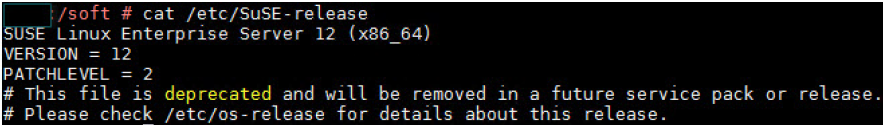 :/soft # cat /etc/SuSE-release
SUSE Linux Enterprise Server 12 (x86_64)
VERSION = 12
PATCHLEVEL = 2
# This file is deprecated and will be removed in a future service pack or release.
# Please check /etc/os-release for details about this release.